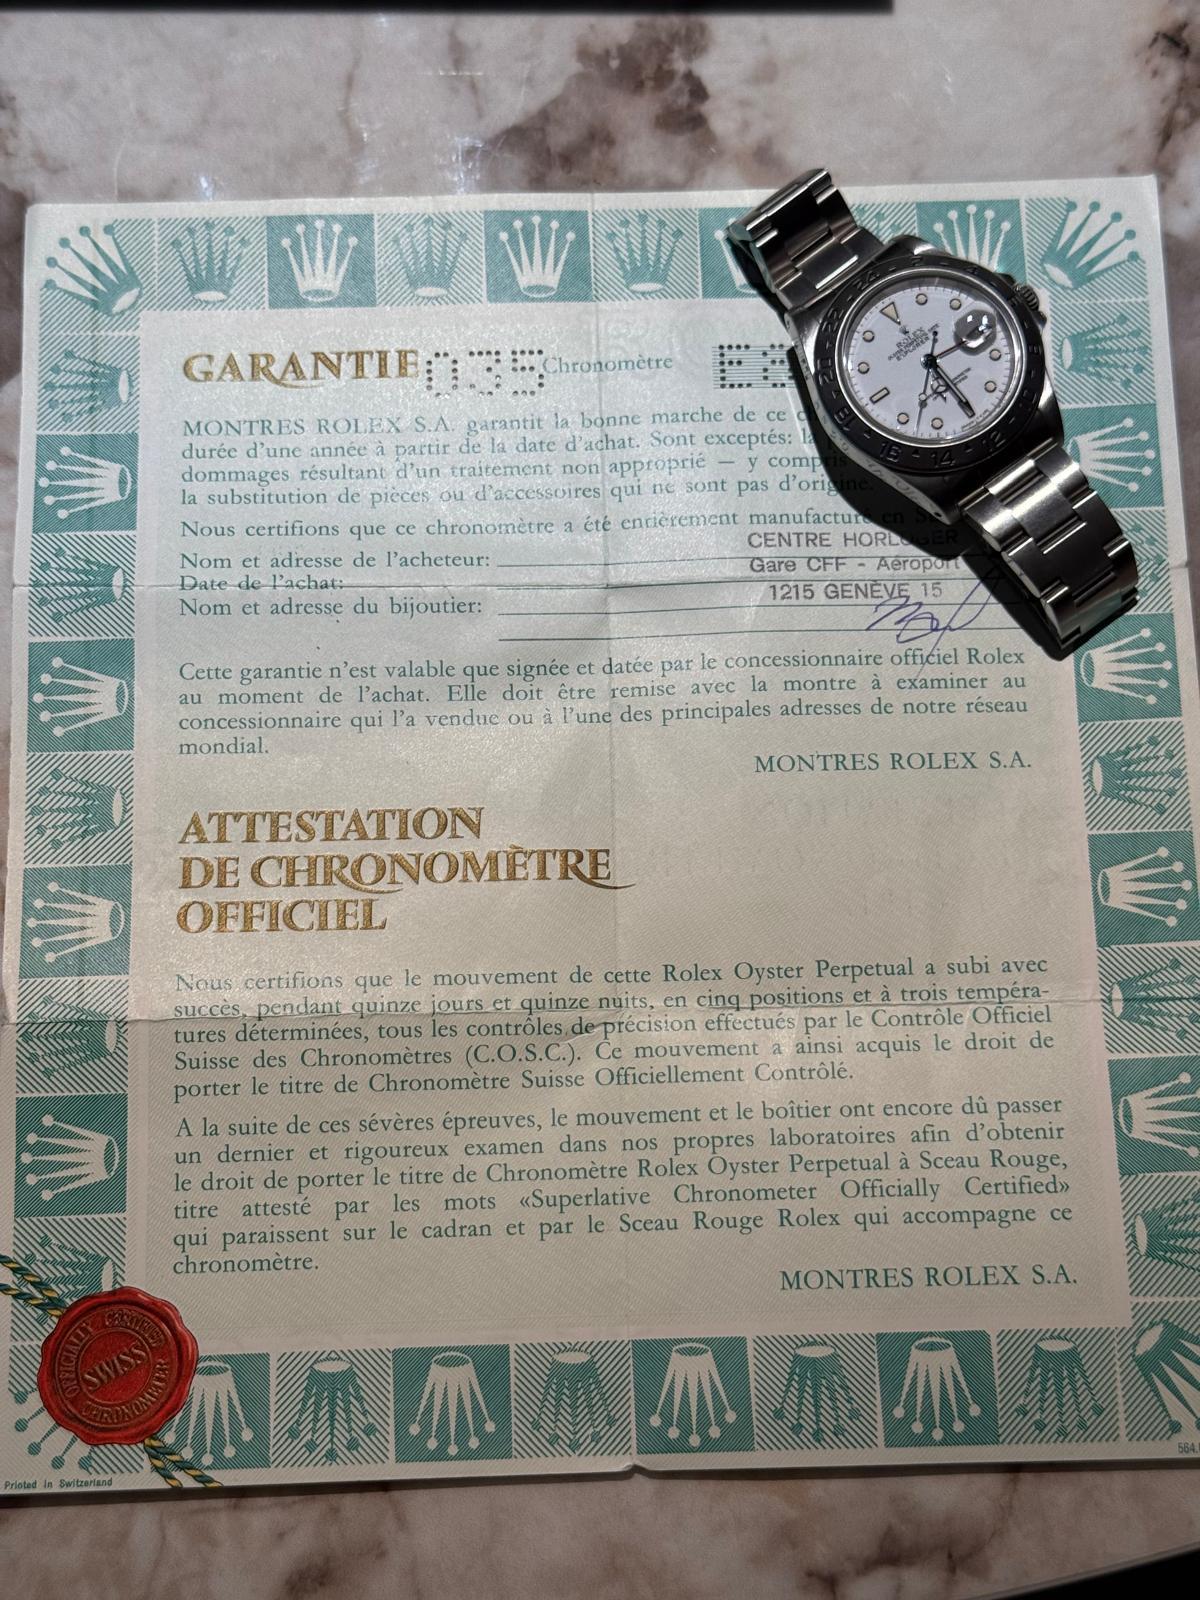 GARANTIE 035 Chronomètre E8
MONTRES ROLEX S.A. garantit la bonne marche de ce
durée d'une année à partir de la date d'achat. Sont exceptés:
dommages résultant d'un traitement non approprié — y compris
la substitution de pièces ou d'accessoires qui ne sont pas d'origine.
Nous certifions que ce chronomètre a été entièrement manufacturé en
CENTRE HORLOGER
Nom et adresse de l'acheteur:
Gare CFF - Aéroport
Date de l'achat:
1215 GENÈVE 15
Nom et adresse du bijoutier:
Cette garantie n'est valable que signée et datée par le concessionnaire officiel Rolex
au moment de l'achat. Elle doit être remise avec la montre à examiner au
concessionnaire qui l'a vendue ou à l'une des principales adresses de notre réseau
mondial.
MONTRES ROLEX S.A.
ATTESTATION
DE CHRONOMÈTRE
OFFICIEL
Nous certifions que le mouvement de cette Rolex Oyster Perpetual a subi avec
succès, pendant quinze jours et quinze nuits, en cinq positions et à trois tempéra-
tures déterminées, tous les contrôles de précision effectués par le Contrôle Officiel
Suisse des Chronomètres (C.O.S.C.). Ce mouvement a ainsi acquis le droit de
porter le titre de Chronomètre Suisse Officiellement Contrôlé.
A la suite de ces sévères épreuves, le mouvement et le boîtier ont encore dû passer
un dernier et rigoureux examen dans nos propres laboratoires afin d'obtenir
le droit de porter le titre de Chronomètre Rolex Oyster Perpetual à Sceau Rouge,
titre attesté par les mots «Superlative Chronometer Officially Certified»
qui paraissent sur le cadran et par le Sceau Rouge Rolex qui accompagne ce
chronomètre.
MONTRES ROLEX S.A.
OFFICIALLY CERTIFIED
SWISS
CHRONOMETER
Printed in Switzerland
564.
ROLEX
24 22 20 18 16 14 12 10